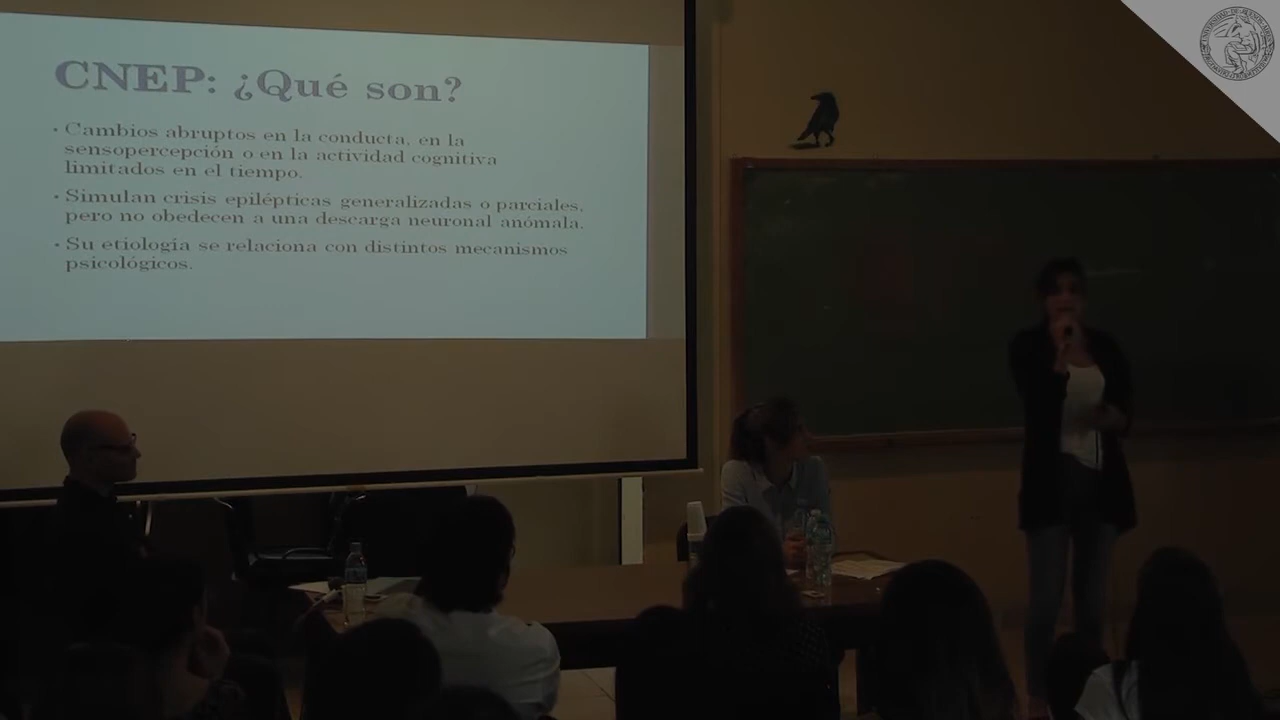 CNEP: ¿Qué son?
• Cambios abruptos en la conducta, en la
sensopercepción o en la actividad cognitiva
limitados en el tiempo.
• Simulan crisis epilépticas generalizadas o parciales,
pero no obedecen a una descarga neuronal anómala.
• Su etiología se relaciona con distintos mecanismos
psicológicos.